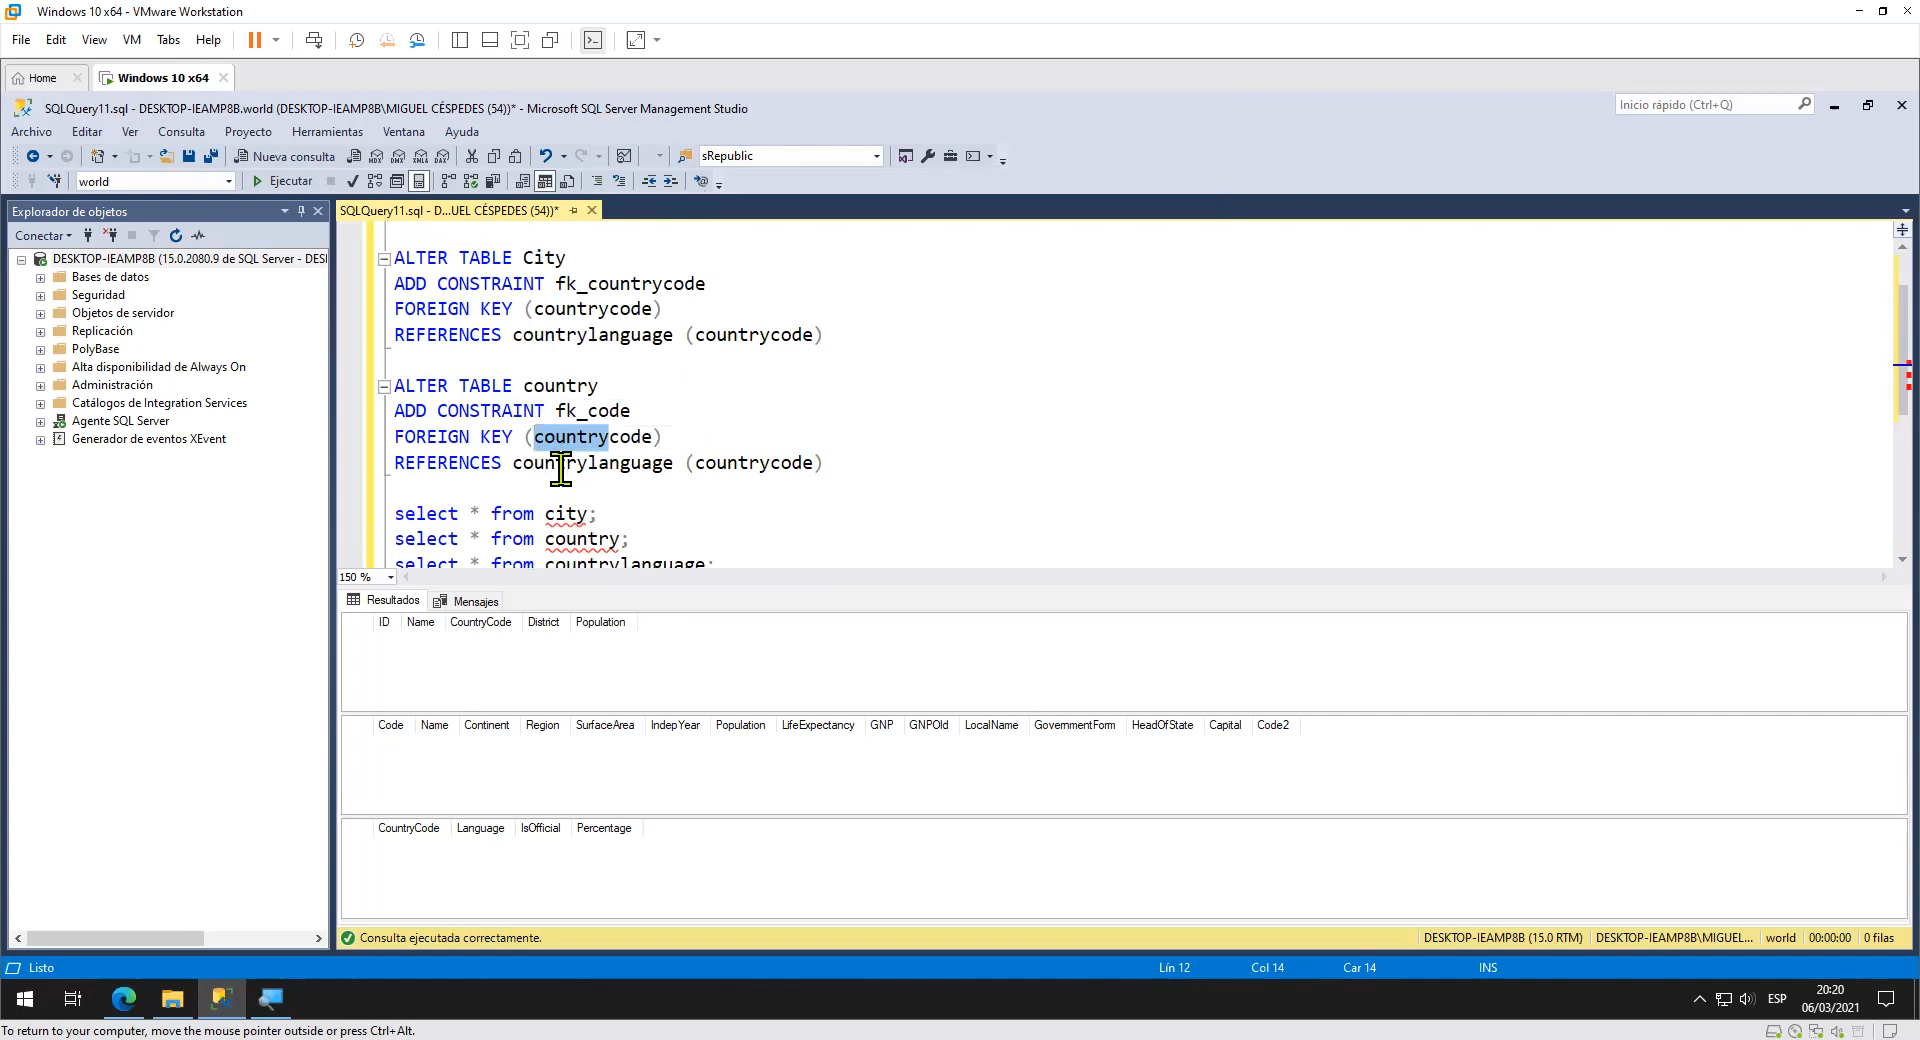 Windows 10 x64 - VMware Workstation
File Edit View VM Tabs Help
Home Windows 10 x64
SQLQuery11.sql - DESKTOP-IEAMP8B.world (DESKTOP-IEAMP8B\MIGUEL CÉSPEDES (54))* - Microsoft SQL Server Management Studio
Inicio rápido (Ctrl+Q)
Archivo Editar Ver Consulta Proyecto Herramientas Ventana Ayuda
Nueva consulta MDX DMX XMLA DAX sRepublic
world Ejecutar
Explorador de objetos
SQLQuery11.sql - D...UEL CÉSPEDES (54))*
Conectar
DESKTOP-IEAMP8B (15.0.2080.9 de SQL Server - DESI
Bases de datos
Seguridad
Objetos de servidor
Replicación
PolyBase
Alta disponibilidad de Always On
Administración
Catálogos de Integration Services
Agente SQL Server
Generador de eventos XEvent
ALTER TABLE City
ADD CONSTRAINT fk_countrycode
FOREIGN KEY (countrycode)
REFERENCES countrylanguage (countrycode)
ALTER TABLE country
ADD CONSTRAINT fk_code
FOREIGN KEY (countrycode)
REFERENCES countrylanguage (countrycode)
select * from city;
select * from country;
select * from countrylanguage;
150 %
Resultados Mensajes
ID Name CountryCode District Population
Code Name Continent Region SurfaceArea IndepYear Population LifeExpectancy GNP GNPOld LocalName GovernmentForm HeadOfState Capital Code2
CountryCode Language IsOfficial Percentage
Consulta ejecutada correctamente.
DESKTOP-IEAMP8B (15.0 RTM) DESKTOP-IEAMP8B\MIGUEL... world 00:00:00 0 filas
Listo
Lín 12 Col 14 Car 14 INS
ESP
20:20
06/03/2021
To return to your computer, move the mouse pointer outside or press Ctrl+Alt.